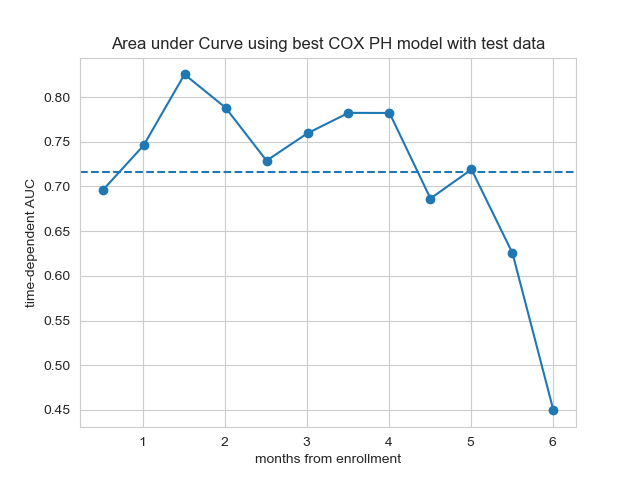 Area under Curve using best COX PH model with test data
time-dependent AUC
0.80
0.75
0.70
0.65
0.60
0.55
0.50
0.45
1 2 3 4 5 6
months from enrollment